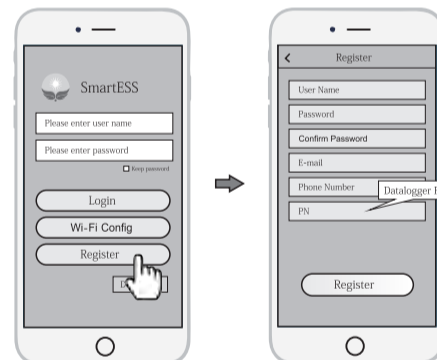 SmartESS
Please enter user name
Please enter password
Keep password
Login
Wi-Fi Config
Register
Register
User Name
Password
Confirm Password
E-mail
Phone Number
Datalogger
PN
Register